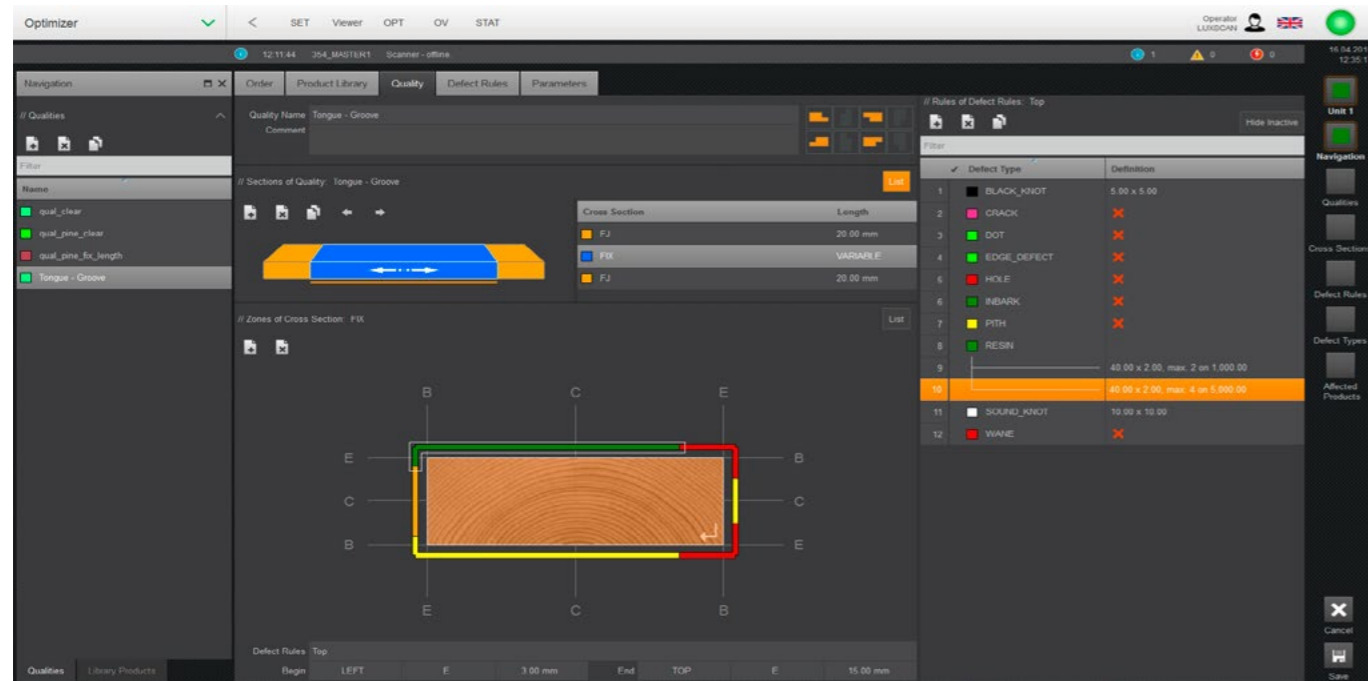 Optimizer < SET Viewer OPT OV STAT Operator LUXSCAN
12:11:44 354_MASTER1 Scanner - offline 1 0 0
16.04.201
12:35:1
Navigation
Order Product Library Quality Defect Rules Parameters
// Qualities
Filter
Name
qual_clear
qual_pine_clear
qual_pine_fix_length
Tongue - Groove
Qualities Library Products
Quality Name Tongue - Groove
Comment
// Sections of Quality: Tongue - Groove List
Cross Section Length
FJ 20.00 mm
FIX VARIABLE
FJ 20.00 mm
// Zones of Cross Section: FIX List
B C E
E B
C C
B E
E C B
Defect Rules Top
Begin LEFT E 3.00 mm End TOP E 15.00 mm
// Rules of Defect Rules: Top
Hide Inactive
Filter
Defect Type Definition
1 BLACK_KNOT 5.00 x 5.00
2 CRACK
3 DOT
4 EDGE_DEFECT
5 HOLE
6 INBARK
7 PITH
8 RESIN
9 40.00 x 2.00, max. 2 on 1,000.00
10 40.00 x 2.00, max. 4 on 5,000.00
11 SOUND_KNOT 10.00 x 10.00
12 WANE
Unit 1
Navigation
Qualities
Cross Section
Defect Rules
Defect Types
Affected
Products
Cancel
Save